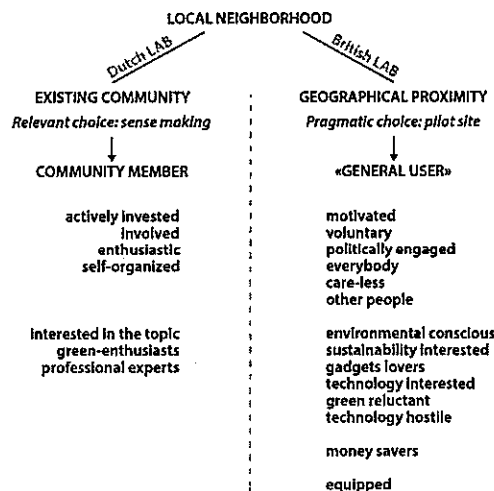 LOCAL NEIGHBORHOOD
Dutch LAB
British LAB
EXISTING COMMUNITY
Relevant choice: sense making
COMMUNITY MEMBER
actively invested
involved
enthusiastic
self-organized
interested in the topic
green-enthusiasts
professional experts
GEOGRAPHICAL PROXIMITY
Pragmatic choice: pilot site
«GENERAL USER»
motivated
voluntary
politically engaged
everybody
care-less
other people
environmental conscious
sustainability interested
gadgets lovers
technology interested
green reluctant
technology hostile
money savers
equipped